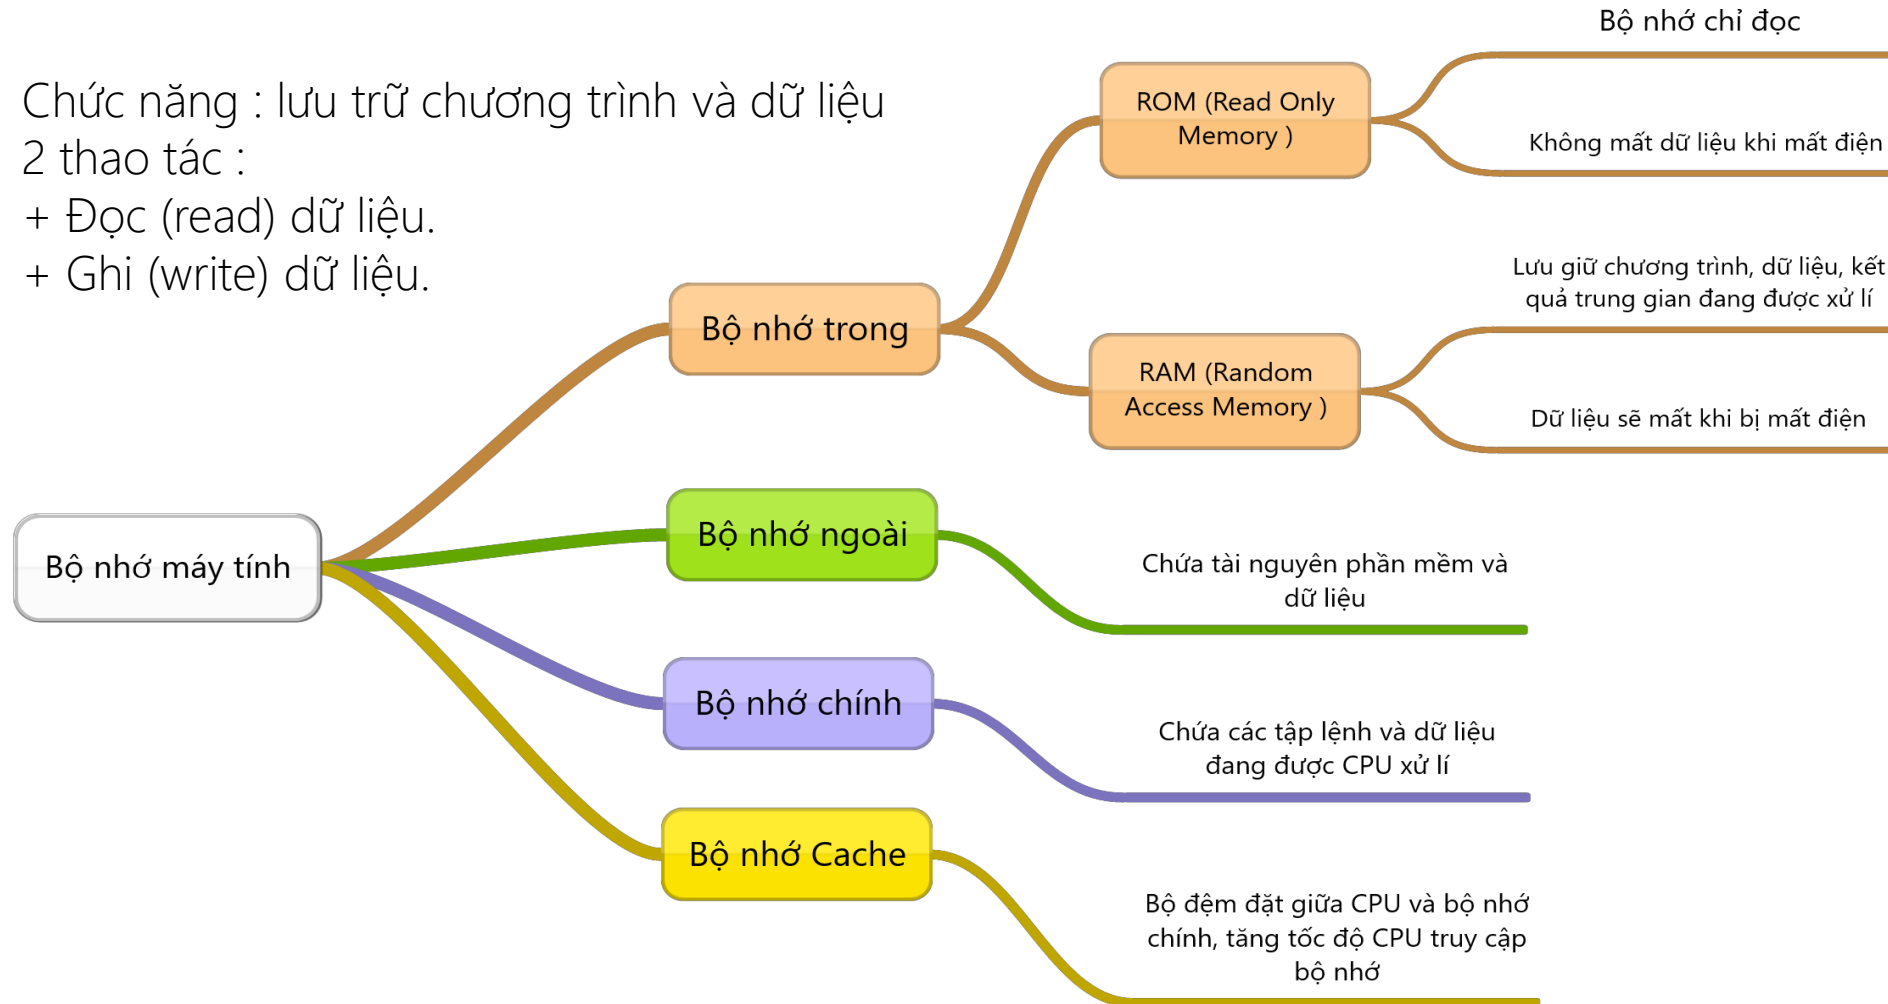 Chức năng : lưu trữ chương trình và dữ liệu
2 thao tác :
+ Đọc (read) dữ liệu.
+ Ghi (write) dữ liệu.
Bộ nhớ máy tính
Bộ nhớ trong
ROM (Read Only
Memory )
Bộ nhớ chỉ đọc
Không mất dữ liệu khi mất điện
RAM (Random
Access Memory )
Lưu giữ chương trình, dữ liệu, kết
quả trung gian đang được xử lí
Dữ liệu sẽ mất khi bị mất điện
Bộ nhớ ngoài
Chứa tài nguyên phần mềm và
dữ liệu
Bộ nhớ chính
Chứa các tập lệnh và dữ liệu
đang được CPU xử lí
Bộ nhớ Cache
Bộ đệm đặt giữa CPU và bộ nhớ
chính, tăng tốc độ CPU truy cập
bộ nhớ